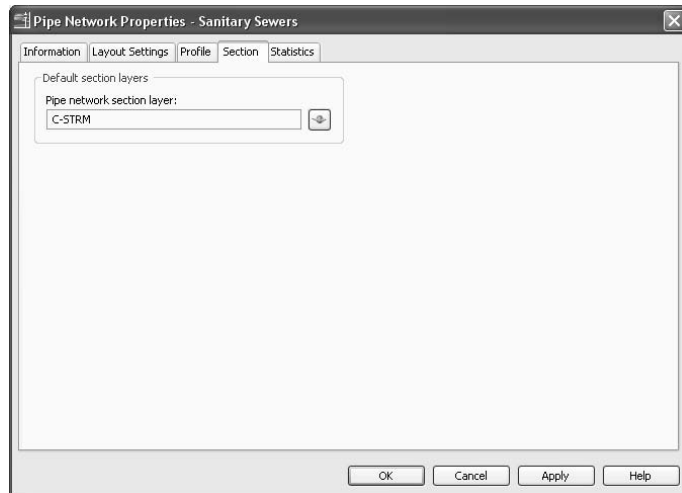 Pipe Network Properties - Sanitary Sewers
Information Layout Settings Profile Section Statistics
Default section layers
Pipe network section layer:
C-STRM
OK Cancel Apply Help